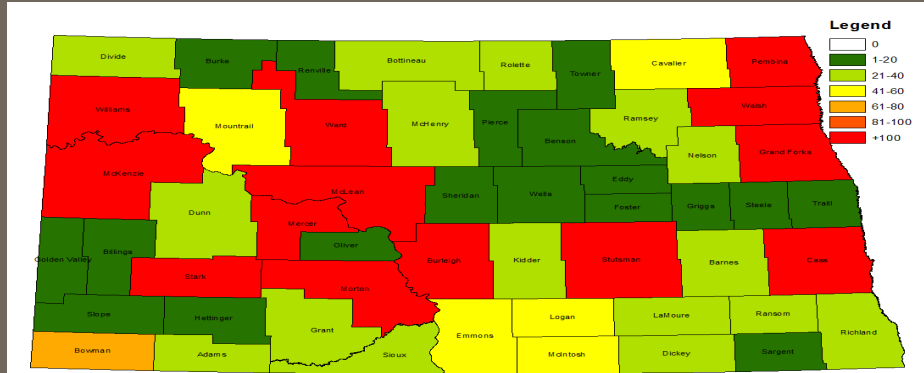 Legend
0
1-20
21-40
41-60
61-80
81-100
+100
Divide
Burke
Renville
Bottineau
Rolette
Towner
Cavalier
Pembina
Williams
Mountrail
Ward
McHenry
Pierce
Benson
Ramsey
Walsh
Nelson
Grand Forks
McKenzie
Dunn
McLean
Mercer
Oliver
Sheridan
Wells
Eddy
Foster
Griggs
Steele
Traill
Golden Valley
Billings
Stark
Morton
Burleigh
Kidder
Stutsman
Barnes
Cass
Slope
Hettinger
Grant
Emmons
Logan
LaMoure
Ransom
Richland
Bowman
Adams
Sioux
McIntosh
Dickey
Sargent